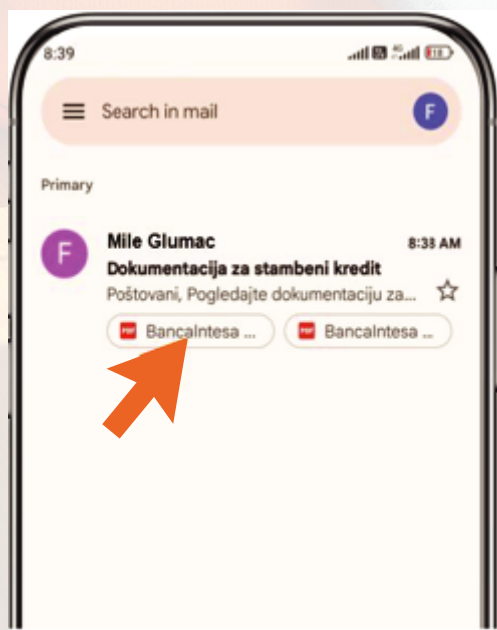 8:39
Search in mail
F
Primary
F
Mile Glumac
8:38 AM
Dokumentacija za stambeni kredit
Poštovani, Pogledajte dokumentaciju za...
PDF BancaIntesa ...
PDF BancaIntesa ...